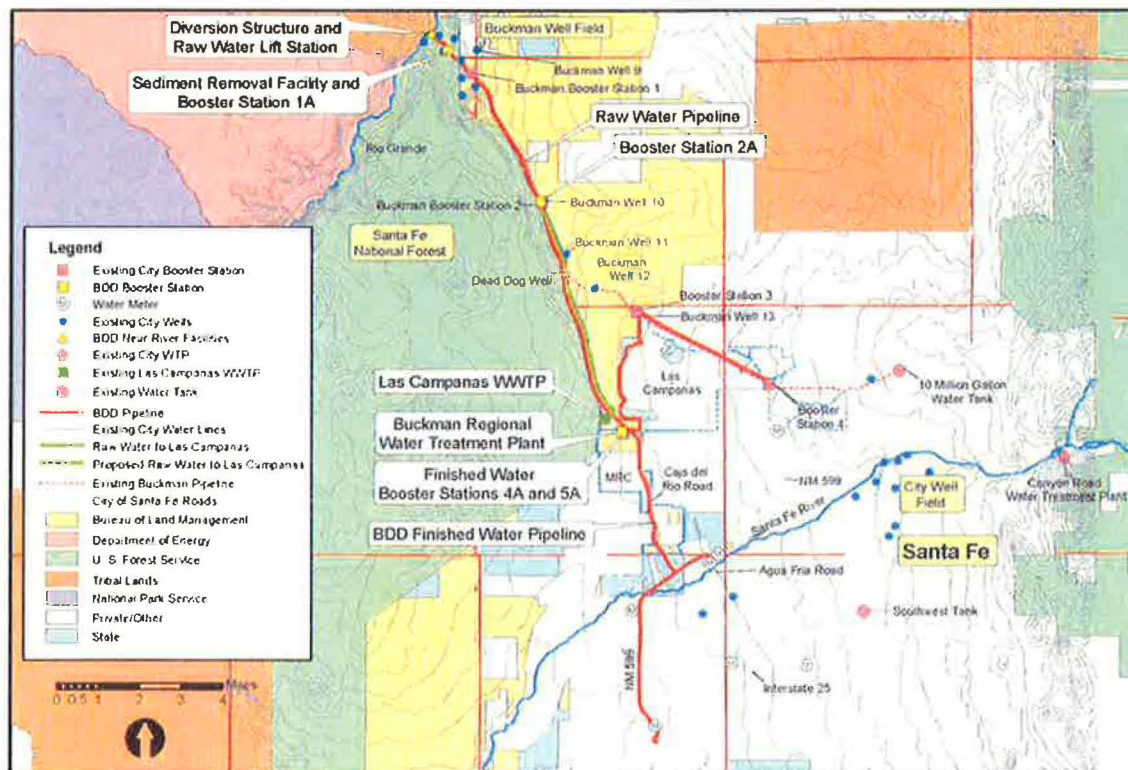 Diversion Structure and
Raw Water Lift Station
Buckman Well Field
Sediment Removal Facility and
Booster Station 1A
Buckman Well 9
Buckman Booster Station 1
Raw Water Pipeline
Booster Station 2A
Rio Grande
Buckman Booster Station 2
Buckman Well 10
Santa Fe
National Forest
Buckman Well 11
Buckman
Well 12
Dead Dog Well
Booster Station 3
Buckman Well 13
Las
Campanas
Las Campanas WWTP
10 Million Gallon
Water Tank
Booster
Station 4
Buckman Regional
Water Treatment Plant
Finished Water
Booster Stations 4A and 5A
MRC
Caja del
Rio Road
NM 599
City Well
Field
Canyon Road
Water Treatment Plant
Santa Fe River
BDD Finished Water Pipeline
Santa Fe
Agua Fria Road
Southwest Tank
NM 599
Interstate 25
Legend
Existing City Booster Station
BDD Booster Station
Water Meter
Existing City Wells
BDD Near River Facilities
Existing City WTP
Existing Las Campanas WWTP
Existing Water Tank
BDD Pipeline
Existing City Water Lines
Raw Water to Las Campanas
Proposed Raw Water to Las Campanas
Existing Buckman Pipeline
City of Santa Fe Roads
Bureau of Land Management
Department of Energy
U. S. Forest Service
Tribal Lands
National Park Service
Private/Other
State
Miles
0 0.5 1 2 3 4